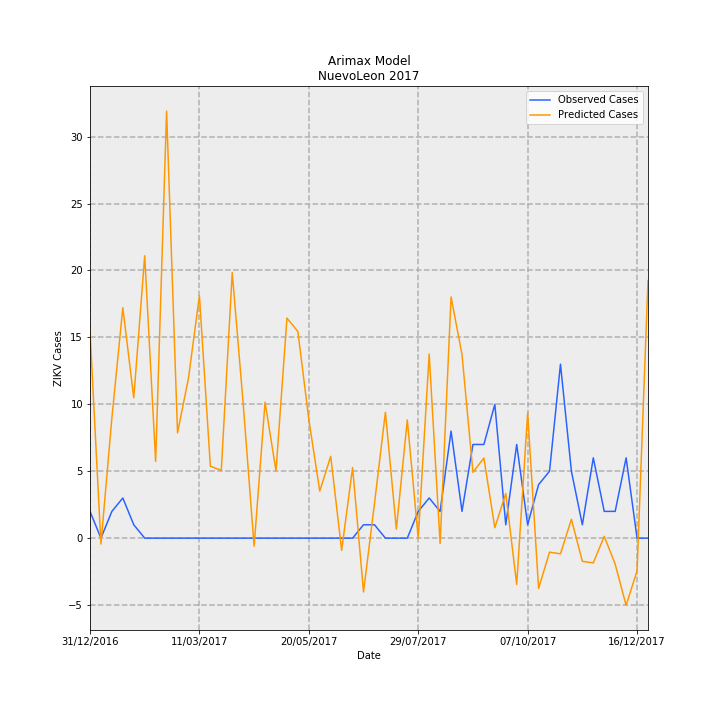 Arimax Model
NuevoLeon 2017
Observed Cases
Predicted Cases
30
25
20
15
10
5
0
−5
ZIKV Cases
31/12/2016
11/03/2017
20/05/2017
29/07/2017
07/10/2017
16/12/2017
Date